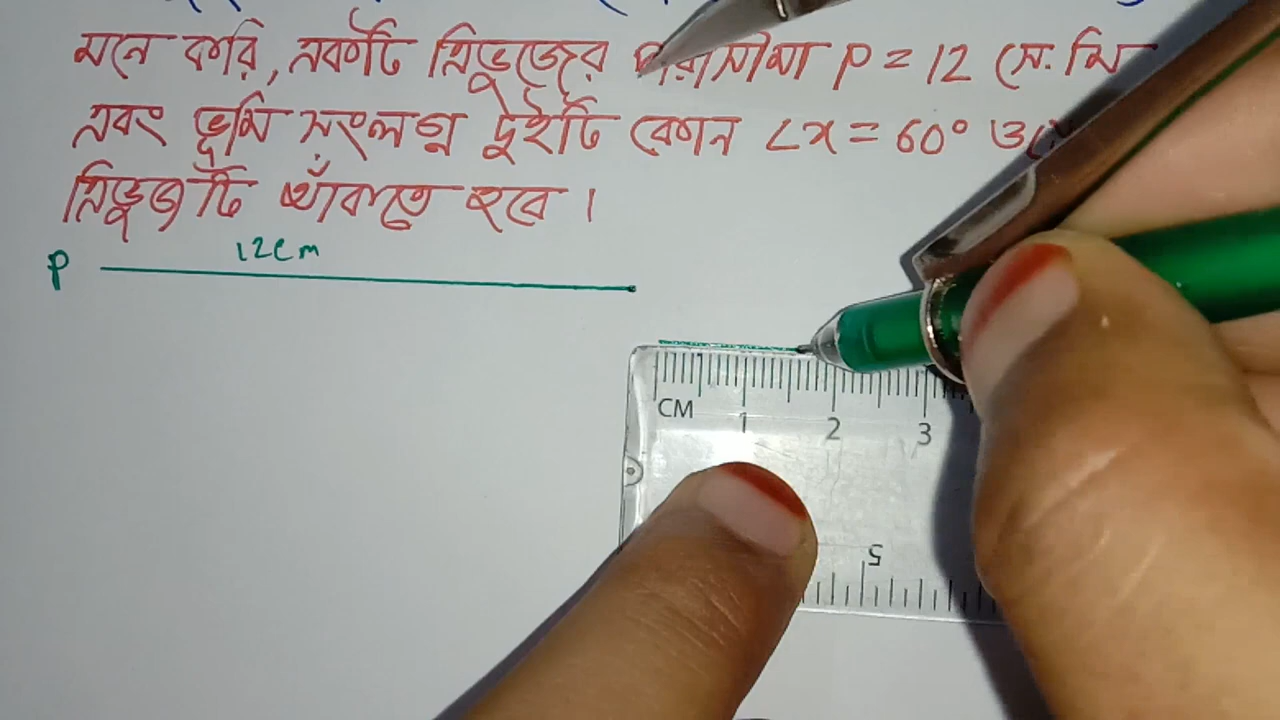 মনে করি, একটি ত্রিভুজের পরিসীমা p = 12 সে. মি
এবং ভূমি সংলগ্ন দুইটি কোন ∠x = 60° ও
ত্রিভুজটি আঁকতে হবে।
P 12cm
CM 1 2 3
5